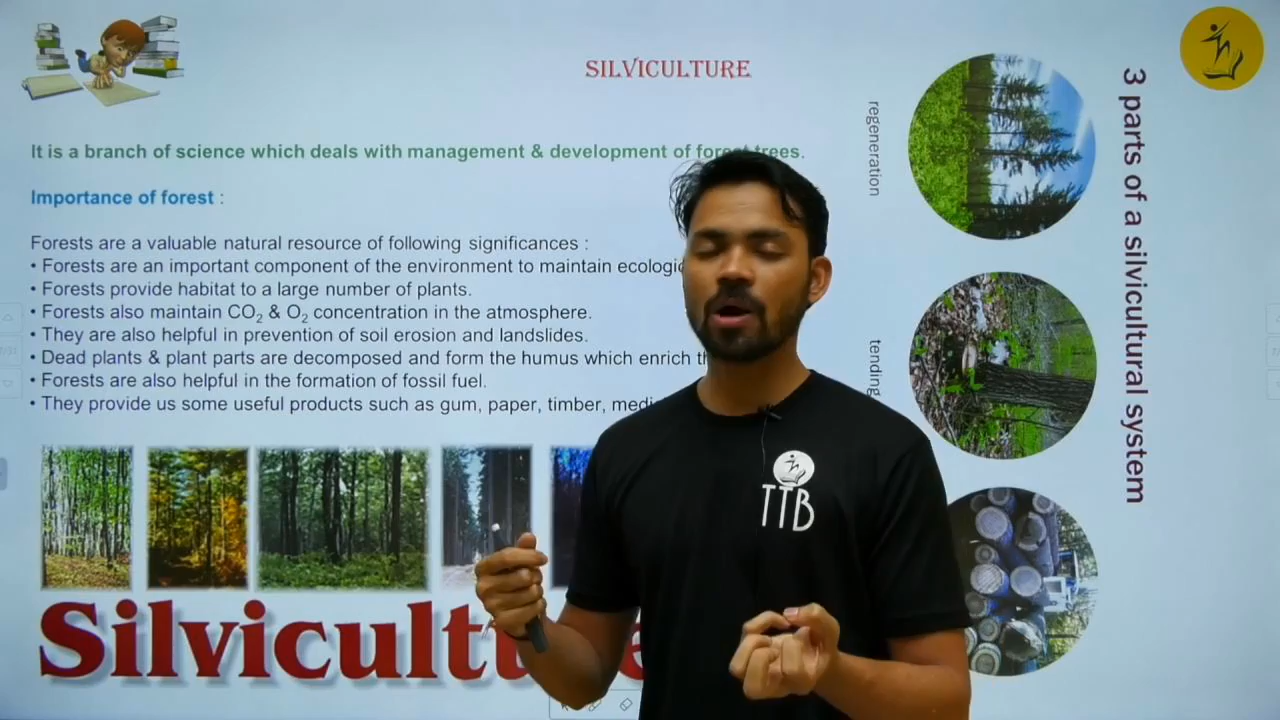 SILVICULTURE
It is a branch of science which deals with management & development of forest trees.
Importance of forest :
Forests are a valuable natural resource of following significances :
• Forests are an important component of the environment to maintain
• Forests provide habitat to a large number of plants.
• Forests also maintain CO₂ & O₂ concentration in the atmosphere.
• They are also helpful in prevention of soil erosion and landslides.
• Dead plants & plant parts are decomposed and form the humus which enrich
• Forests are also helpful in the formation of fossil fuel.
• They provide us some useful products such as gum, paper, timber,
Silviculture
3 parts of a silvicultural system
regeneration
tending
TTB